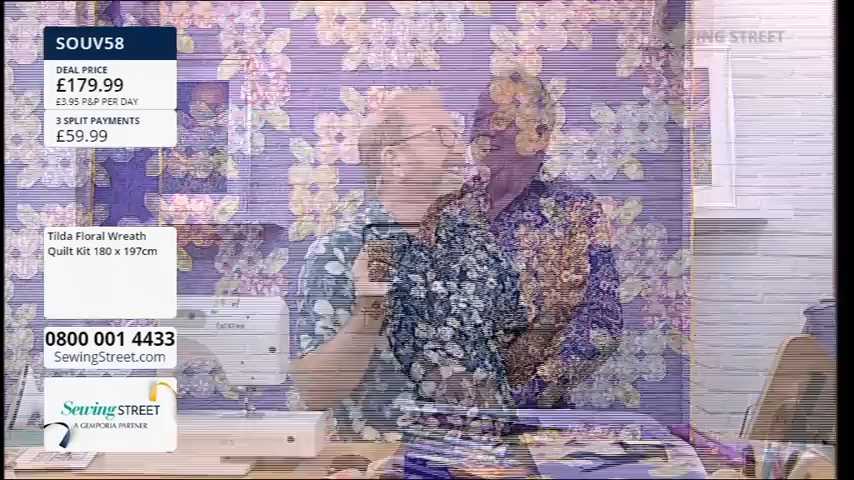 SOUV58
SEWING STREET
DEAL PRICE
£179.99
£3.95 P&P PER DAY
3 SPLIT PAYMENTS
£59.99
Tilda Floral Wreath
Quilt Kit 180 x 197cm
0800 001 4433
SewingStreet.com
Sewing STREET
A GEMPORIA PARTNER